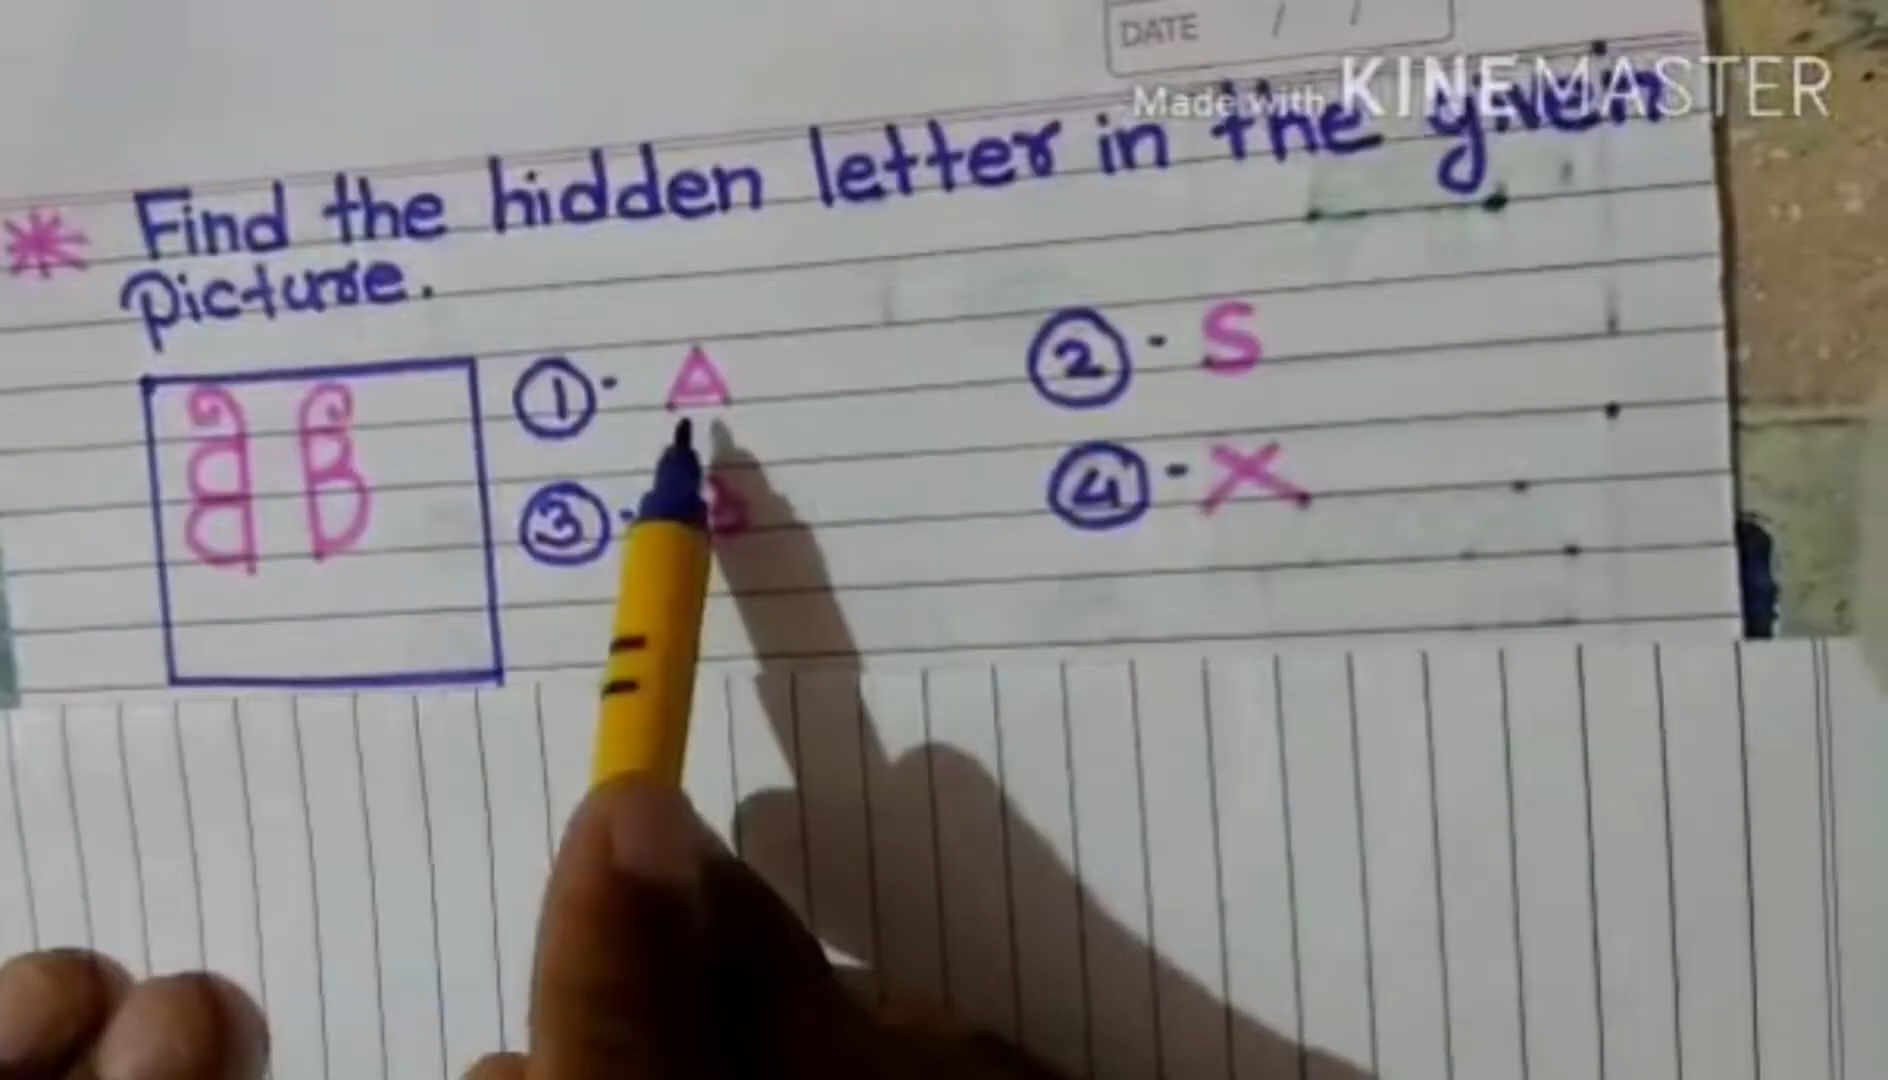 DATE / /
Made with KINEMASTER
* Find the hidden letter in the given
picture.
① - A
② - S
③ - B
④ - X